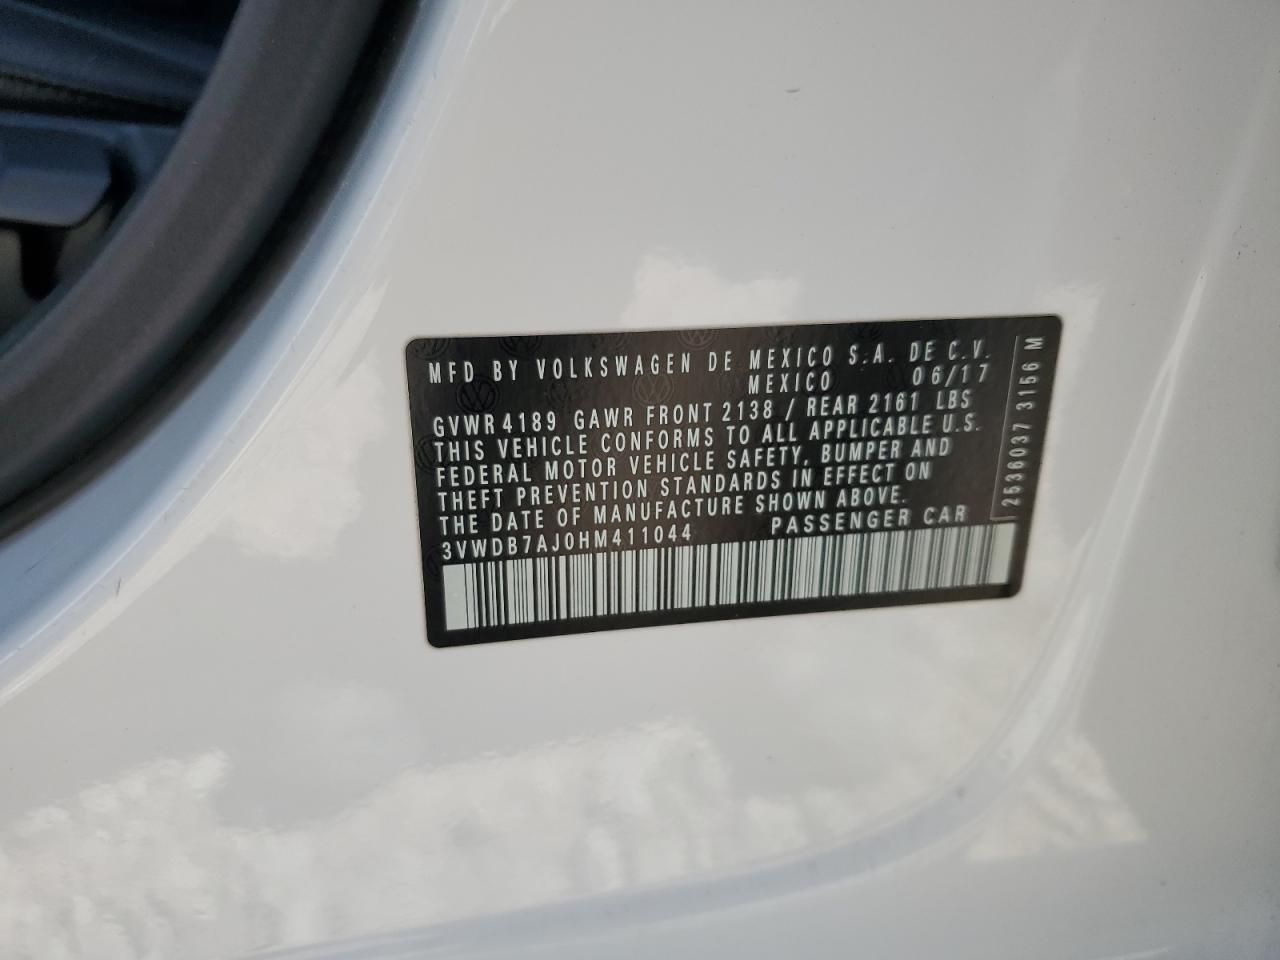 MFD BY VOLKSWAGEN DE MEXICO S.A. DE C.V.
MEXICO 06/17
GVWR 4189 GAWR FRONT 2138 / REAR 2161 LBS
THIS VEHICLE CONFORMS TO ALL APPLICABLE U.S.
FEDERAL MOTOR VEHICLE SAFETY, BUMPER AND
THEFT PREVENTION STANDARDS IN EFFECT ON
THE DATE OF MANUFACTURE SHOWN ABOVE.
3VWDB7AJ0HM411044 PASSENGER CAR
2536037 3156 M